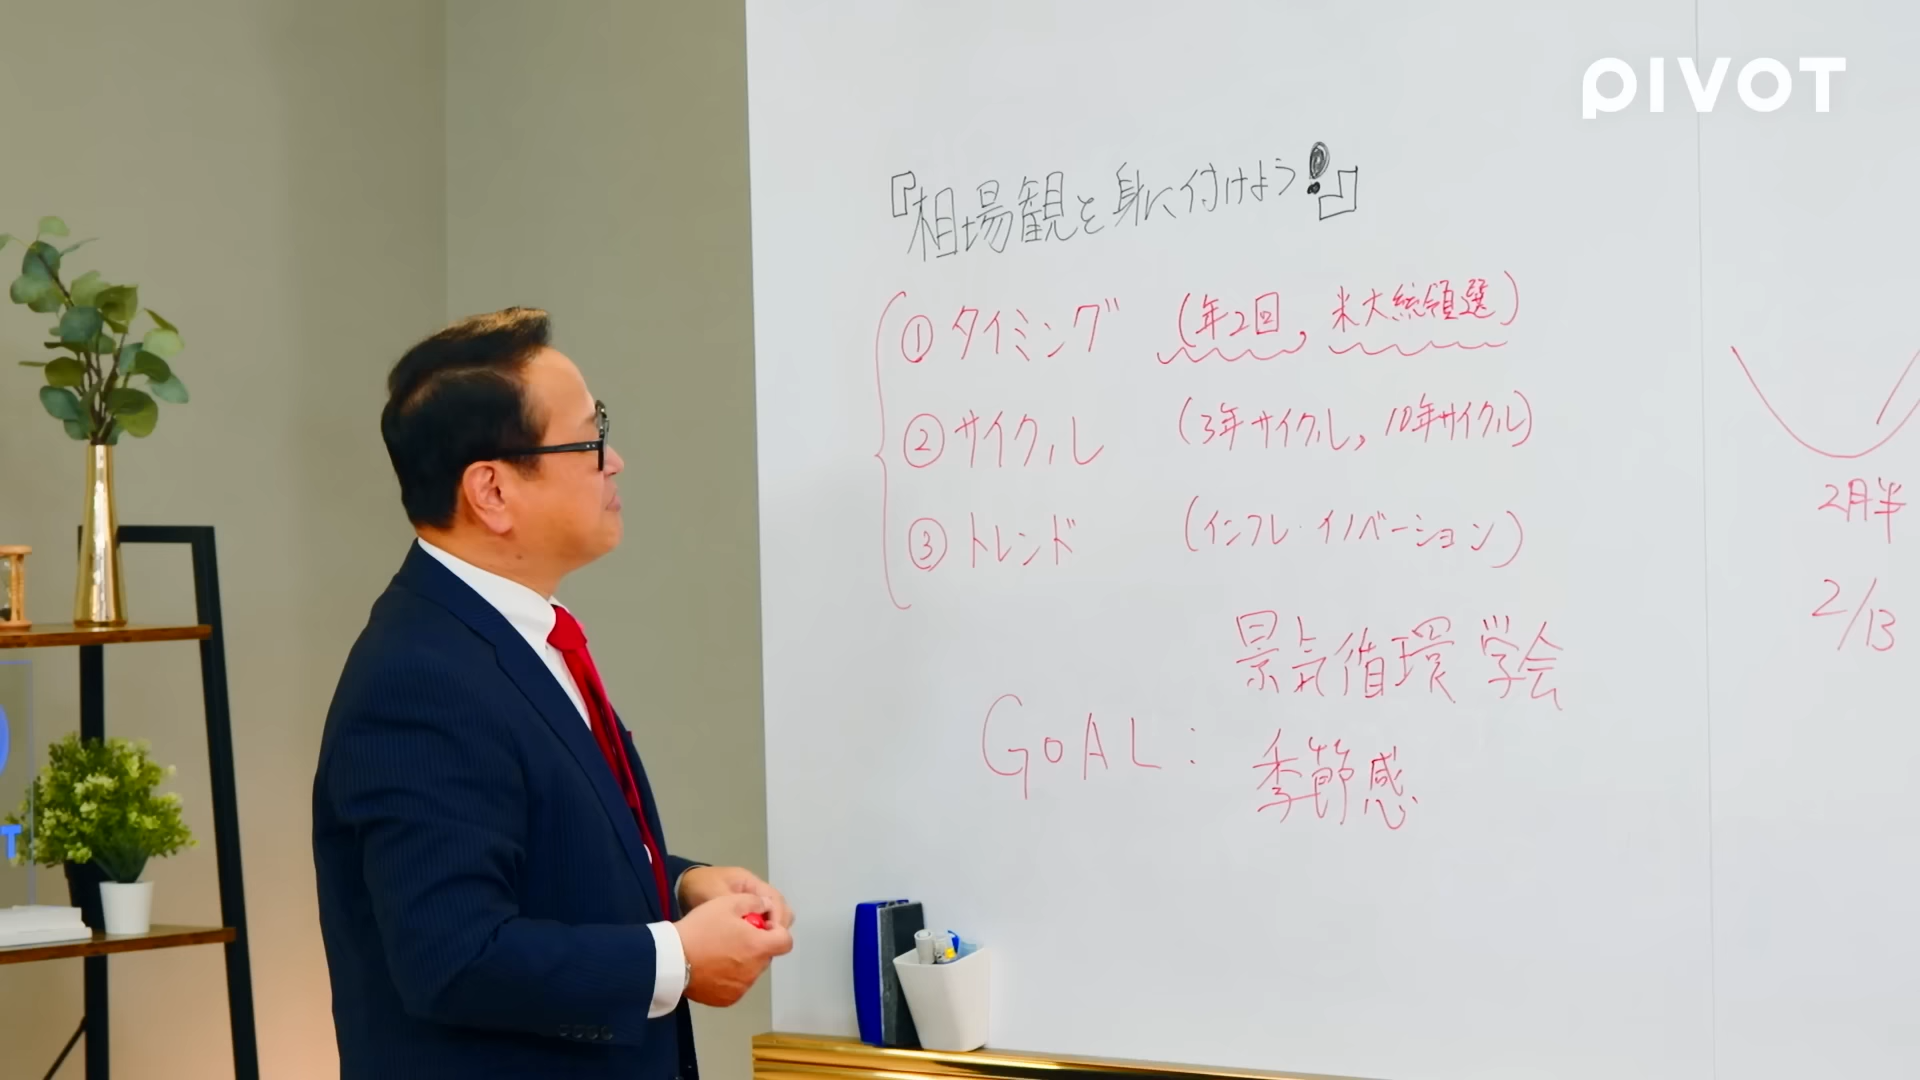 PIVOT
『相場観を身に付けよう!』
① タイミング (年2回, 米大統領選)
② サイクル (3年サイクル, 10年サイクル)
③ トレンド (インフレ・イノベーション)
景気循環学会
GOAL: 季節感
2月半
2/13
T